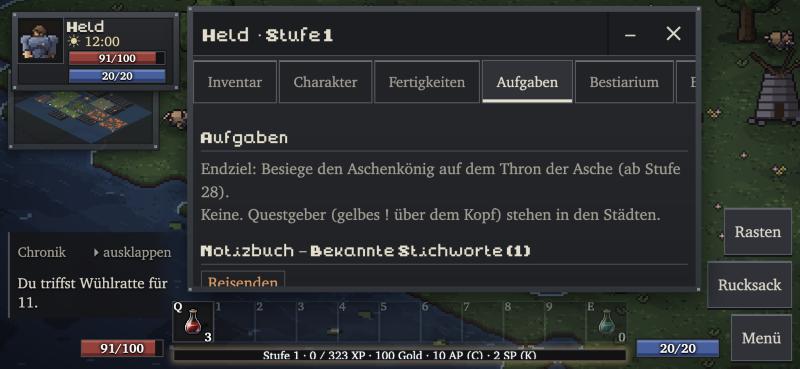 Held
12:00
91/100
20/20
Held · Stufe 1
Inventar
Charakter
Fertigkeiten
Aufgaben
Bestiarium
Aufgaben
Endziel: Besiege den Aschenkönig auf dem Thron der Asche (ab Stufe
28).
Keine. Questgeber (gelbes ! über dem Kopf) stehen in den Städten.
Notizbuch – Bekannte Stichworte (1)
Reisenden
Chronik
ausklappen
Du triffst Wühlratte für
11.
Rasten
Rucksack
Menü
Q 1 2 3 4 5 6 7 8 9 E
3
0
91/100
Stufe 1 · 0 / 323 XP · 100 Gold · 10 AP (C) · 2 SP (K)
20/20